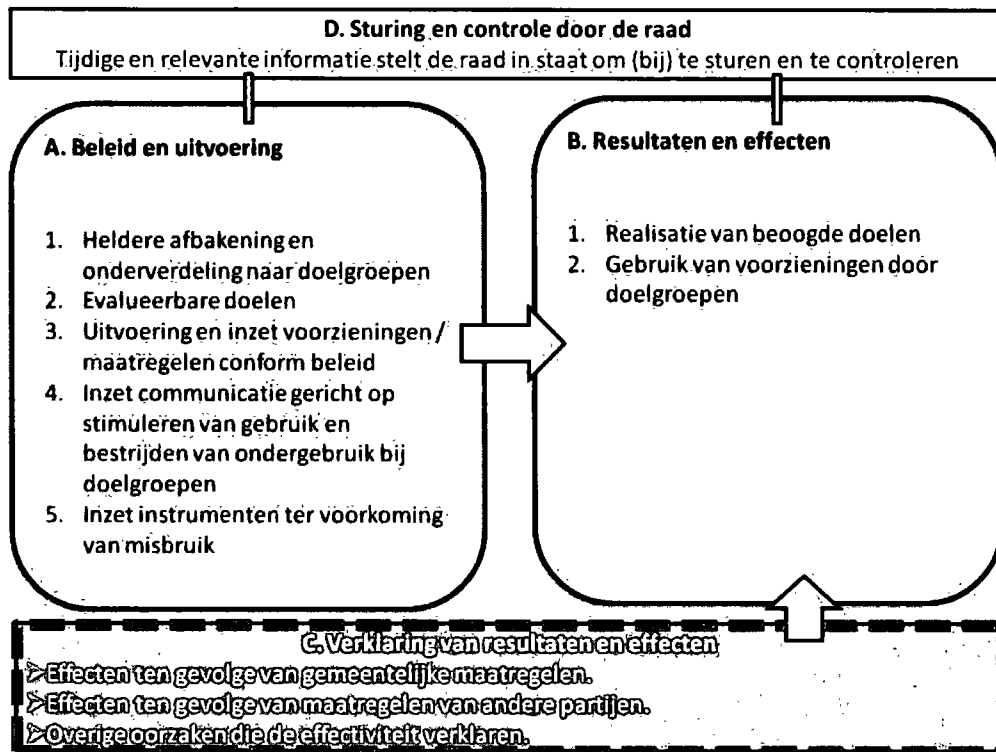 D. Sturing en controle door de raad
Tijdige en relevante informatie stelt de raad in staat om (bij) te sturen en te controleren
A. Beleid en uitvoering
1. Heldere afbakening en
onderverdeling naar doelgroepen
2. Evalueerbare doelen
3. Uitvoering en inzet voorzieningen /
maatregelen conform beleid
4. Inzet communicatie gericht op
stimuleren van gebruik en
bestrijden van ondergebruik bij
doelgroepen
5. Inzet instrumenten ter voorkoming
van misbruik
B. Resultaten en effecten
1. Realisatie van beoogde doelen
2. Gebruik van voorzieningen door
doelgroepen
C. Verklaring van resultaten en effecten
➢Effecten ten gevolge van gemeentelijke maatregelen.
➢Effecten ten gevolge van maatregelen van andere partijen.
➢Overige oorzaken die de effectiviteit verklaren.